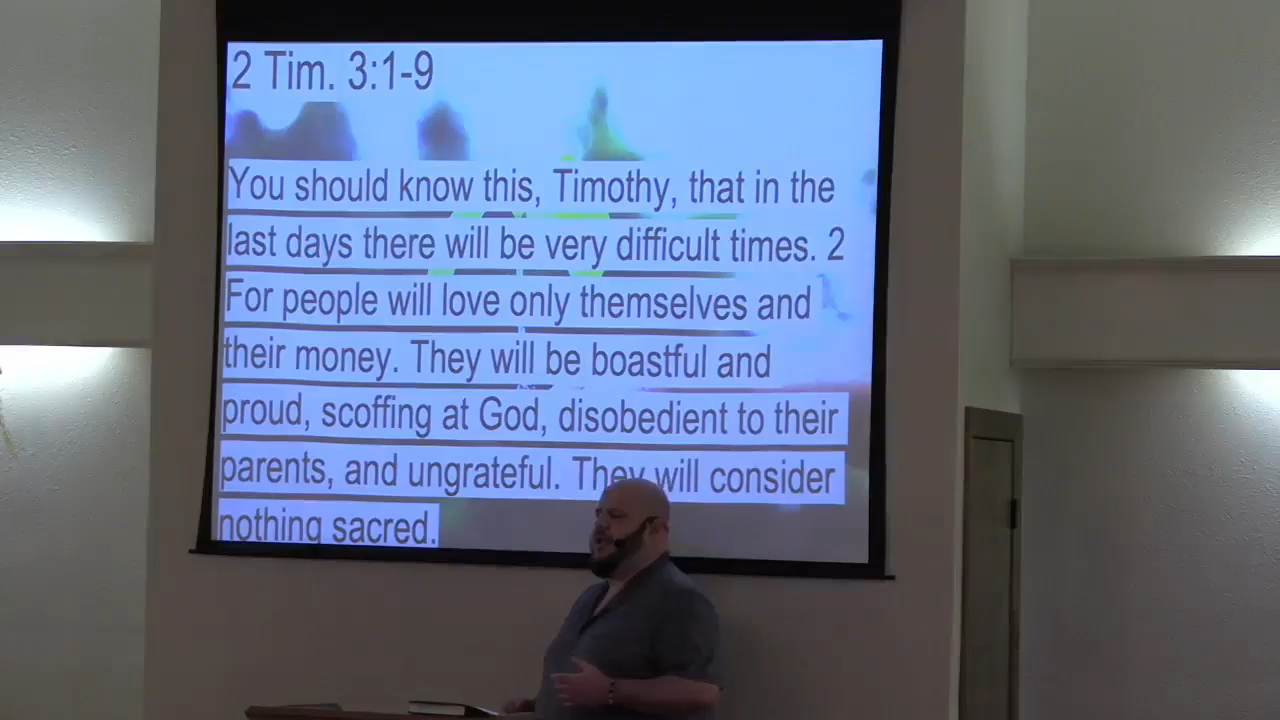 2 Tim. 3:1-9
You should know this, Timothy, that in the
last days there will be very difficult times. 2
For people will love only themselves and
their money. They will be boastful and
proud, scoffing at God, disobedient to their
parents, and ungrateful. They will consider
nothing sacred.